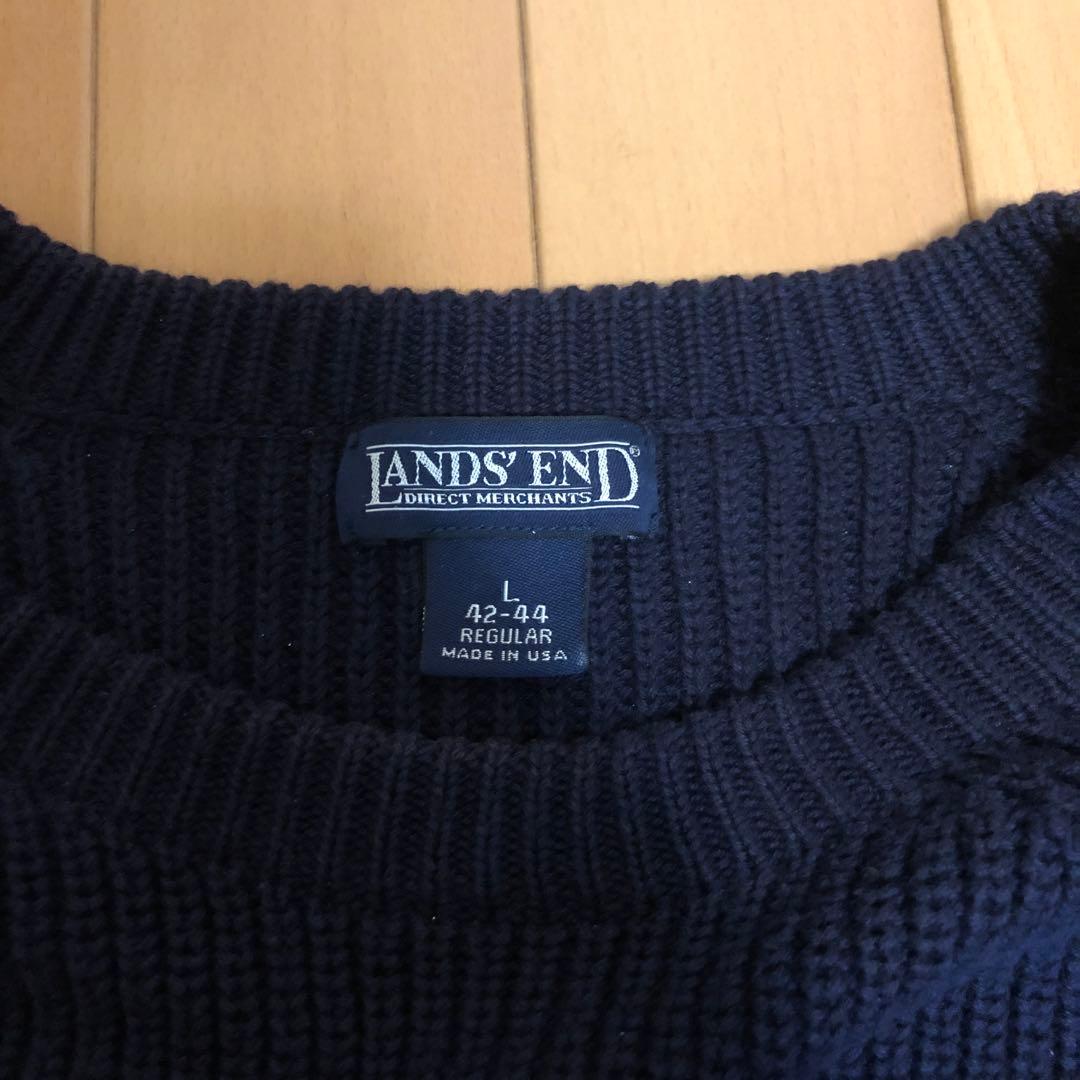 LANDS' END®
DIRECT MERCHANTS
L
42-44
REGULAR
MADE IN USA